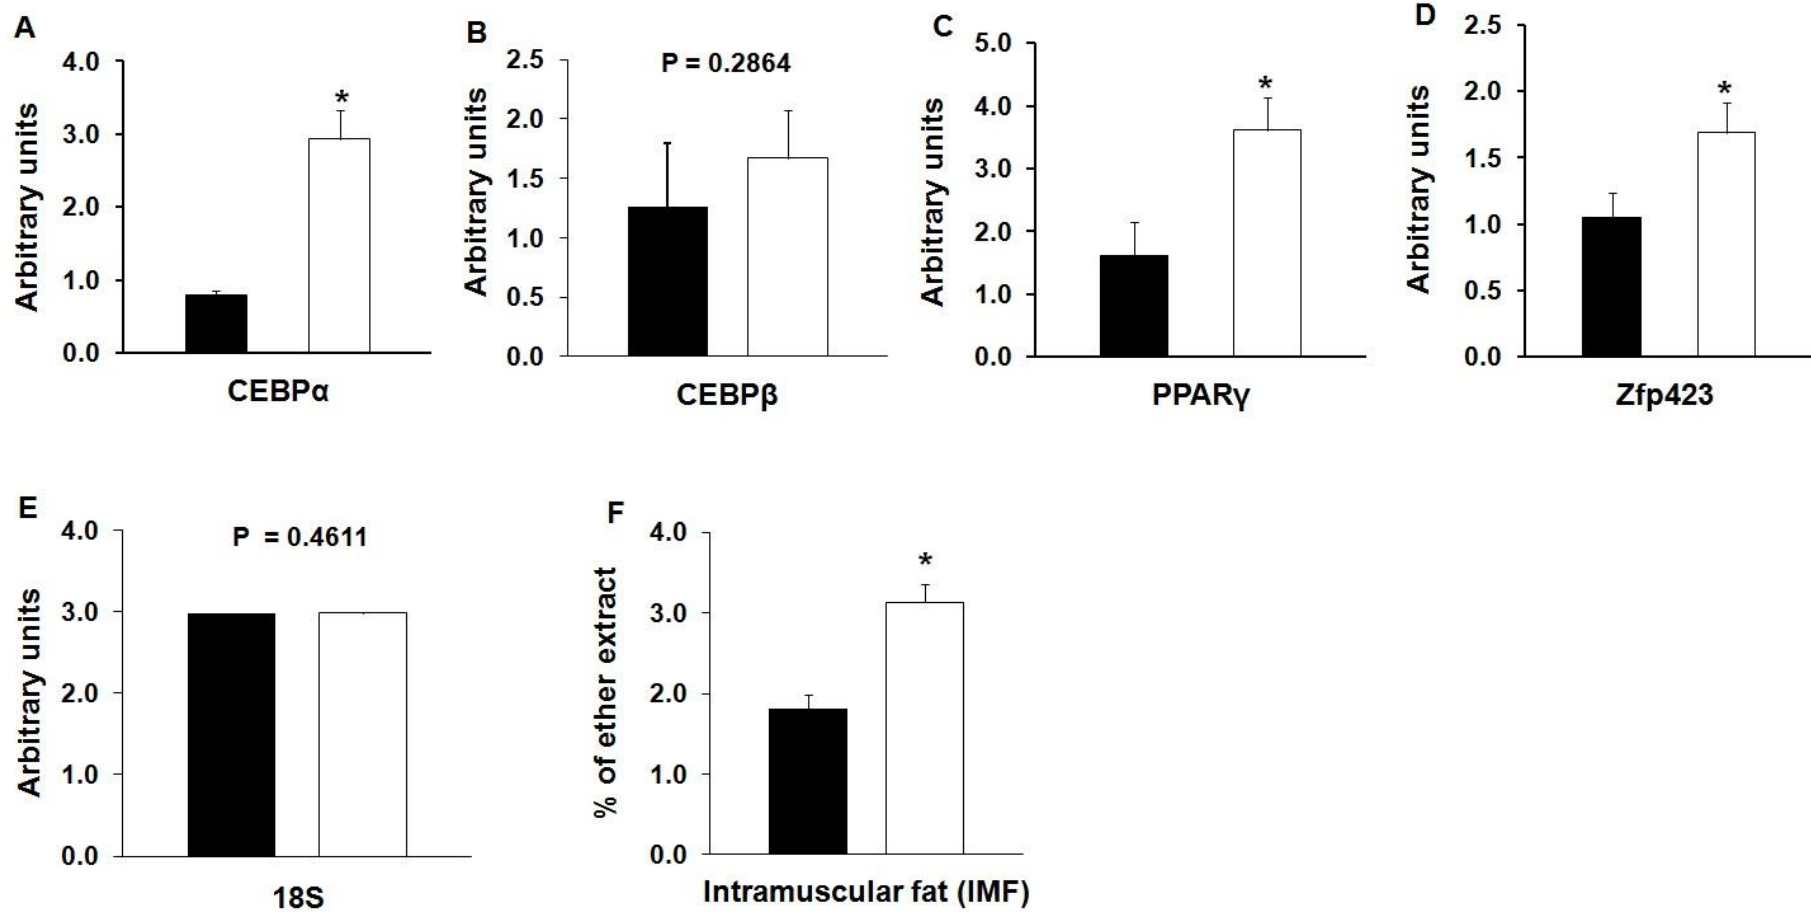 A
Arbitrary units
4.0
3.0
2.0
1.0
0.0
*
CEBPα
B
Arbitrary units
P = 0.2864
2.5
2.0
1.5
1.0
0.5
0.0
CEBPβ
C
Arbitrary units
5.0
4.0
3.0
2.0
1.0
0.0
*
PPARγ
D
Arbitrary units
2.5
2.0
1.5
1.0
0.5
0.0
*
Zfp423
E
Arbitrary units
P = 0.4611
4.0
3.0
2.0
1.0
0.0
18S
F
% of ether extract
4.0
3.0
2.0
1.0
0.0
*
Intramuscular fat (IMF)